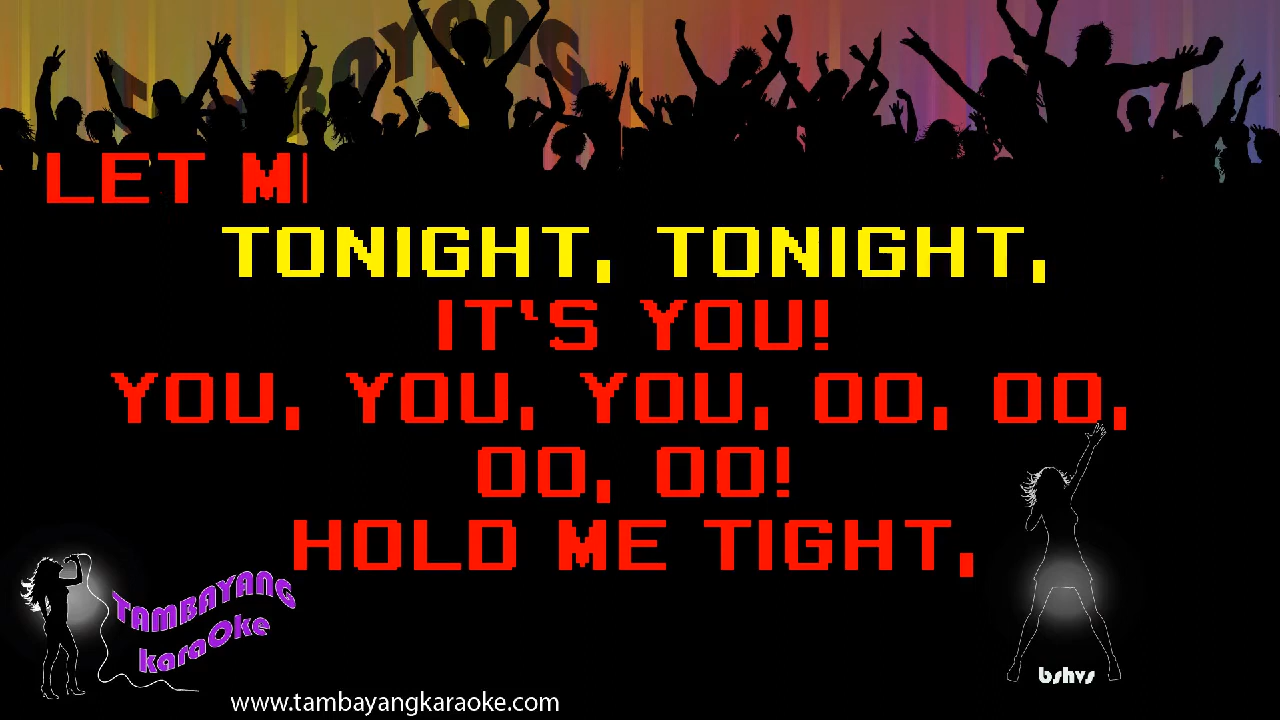 TAMBAYANG
LET M
TONIGHT, TONIGHT,
IT'S YOU!
YOU, YOU, YOU, OO, OO,
OO, OO!
HOLD ME TIGHT,
TAMBAYANG
karaOke
bshvs
www.tambayangkaraoke.com